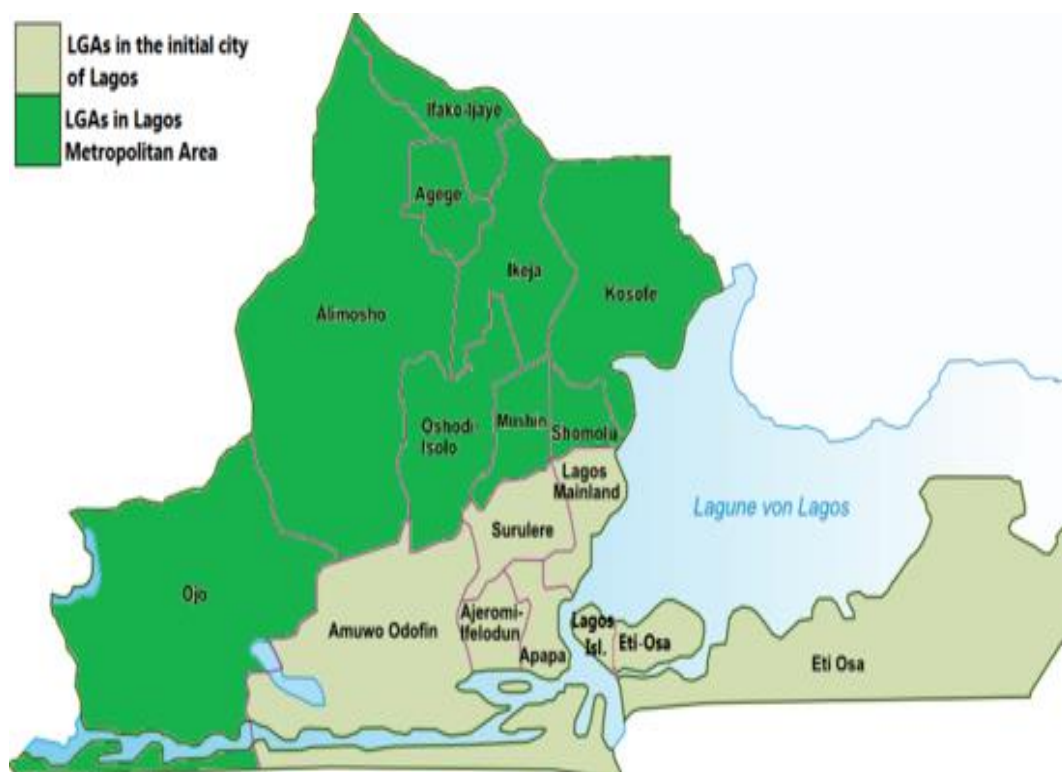 LGAs in the initial city
of Lagos
LGAs in Lagos
Metropolitan Area
Ifako-Ijaye
Agege
Ikeja
Kosofe
Alimosho
Oshodi-
Isolo
Mushin
Shomolu
Lagos
Mainland
Lagune von Lagos
Surulere
Ojo
Amuwo Odofin
Ajeromi-
Ifelodun
Apapa
Lagos
Isl.
Eti-Osa
Eti Osa